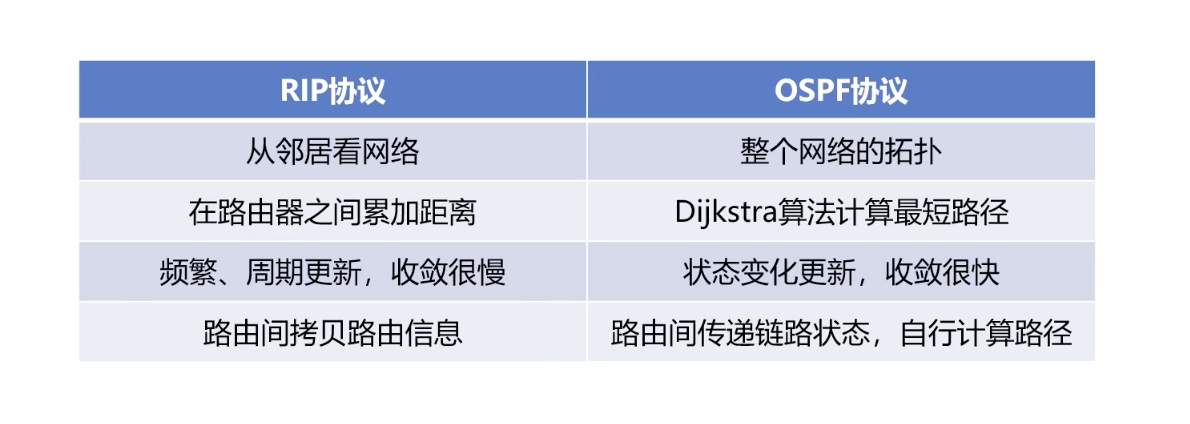 RIP协议
OSPF协议
从邻居看网络
整个网络的拓扑
在路由器之间累加距离
Dijkstra算法计算最短路径
频繁、周期更新，收敛很慢
状态变化更新，收敛很快
路由间拷贝路由信息
路由间传递链路状态，自行计算路径